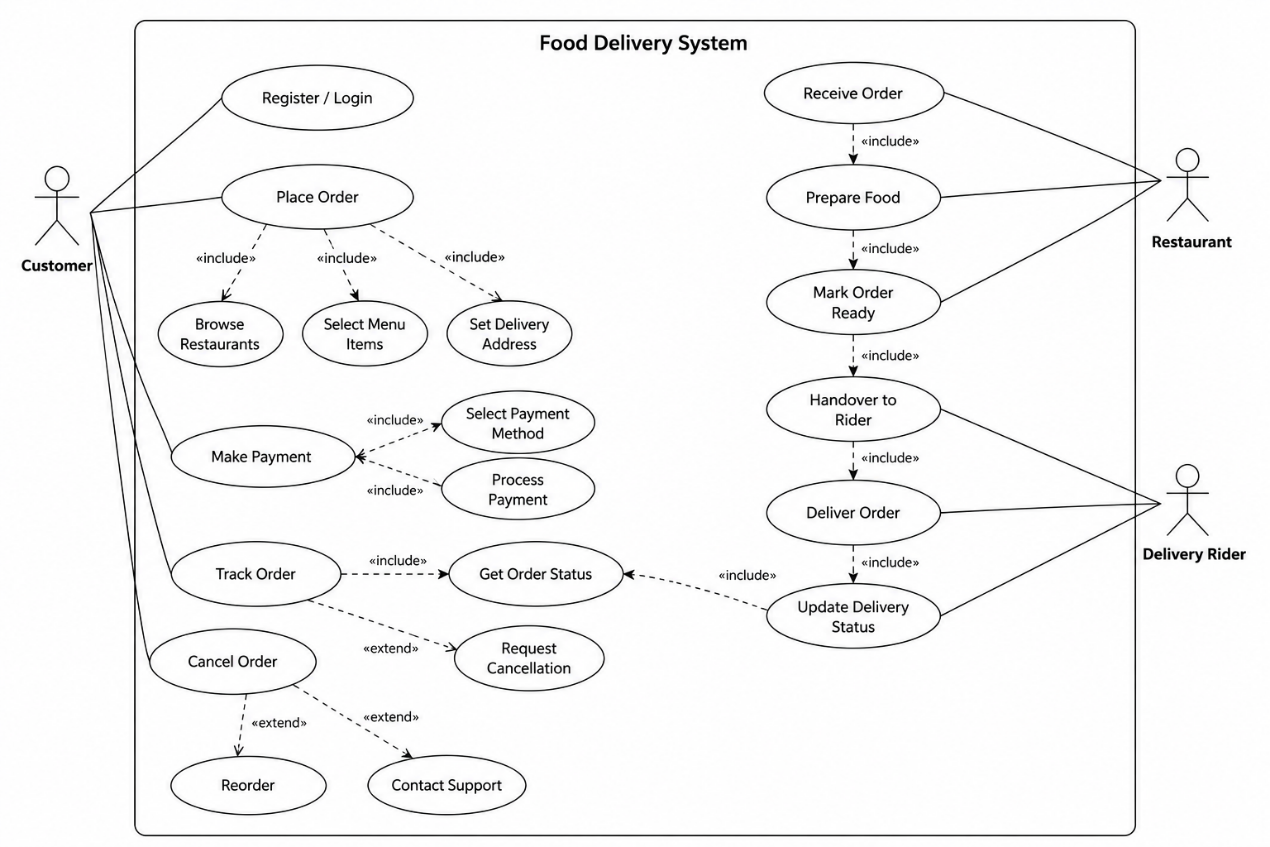 Food Delivery System
Register / Login
Receive Order
«include»
Place Order
Prepare Food
Customer
Restaurant
«include»
«include»
«include»
«include»
Browse
Restaurants
Select Menu
Items
Set Delivery
Address
Mark Order
Ready
«include»
Make Payment
«include»
Select Payment
Method
«include»
Process
Payment
Handover to
Rider
«include»
Deliver Order
Delivery Rider
«include»
Track Order
«include»
Get Order Status
«include»
Update Delivery
Status
«extend»
Request
Cancellation
Cancel Order
«extend»
«extend»
Reorder
Contact Support